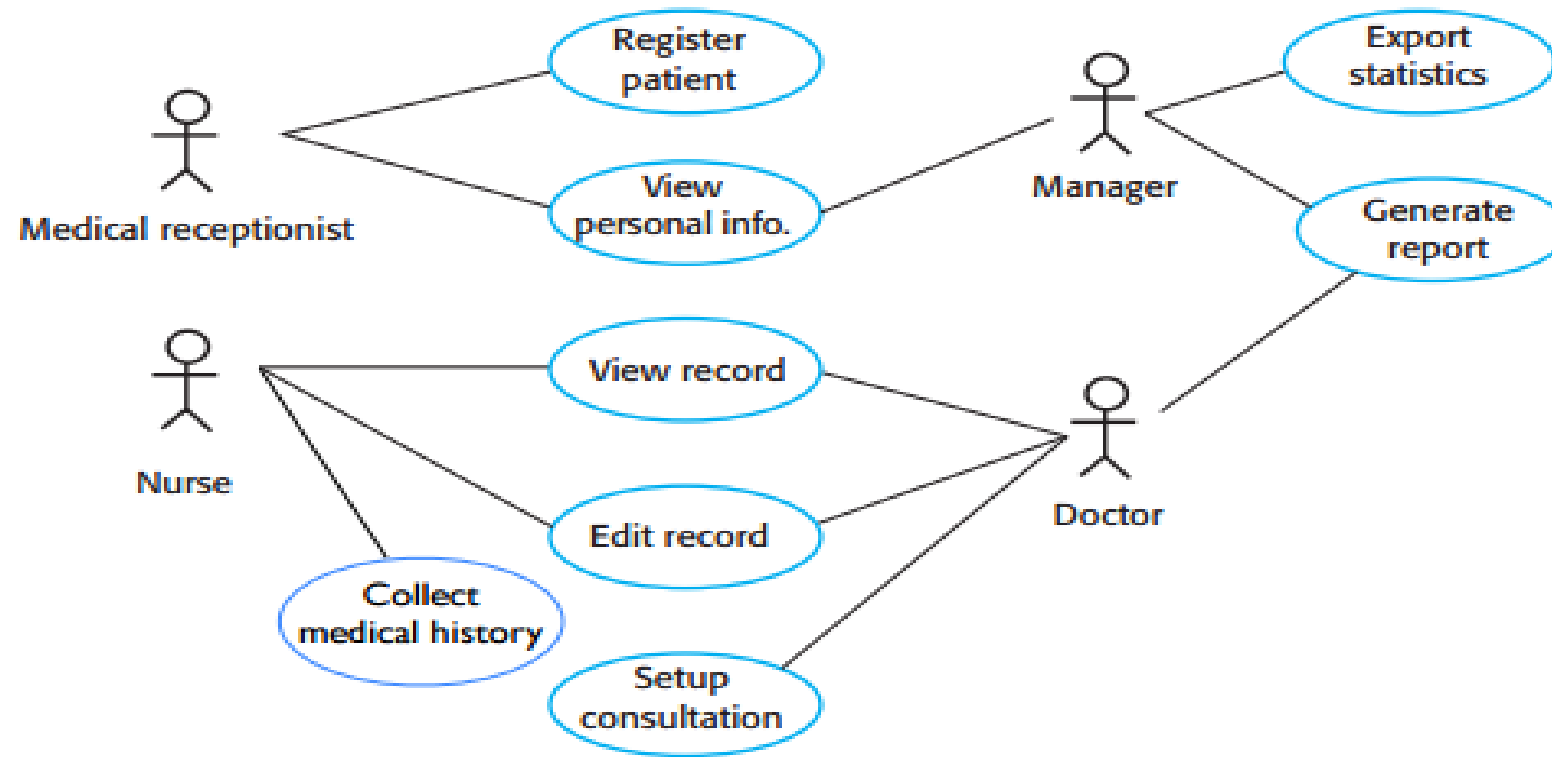 Register
patient
Export
statistics
Medical receptionist
View
personal info.
Manager
Generate
report
View record
Nurse
Edit record
Doctor
Collect
medical history
Setup
consultation